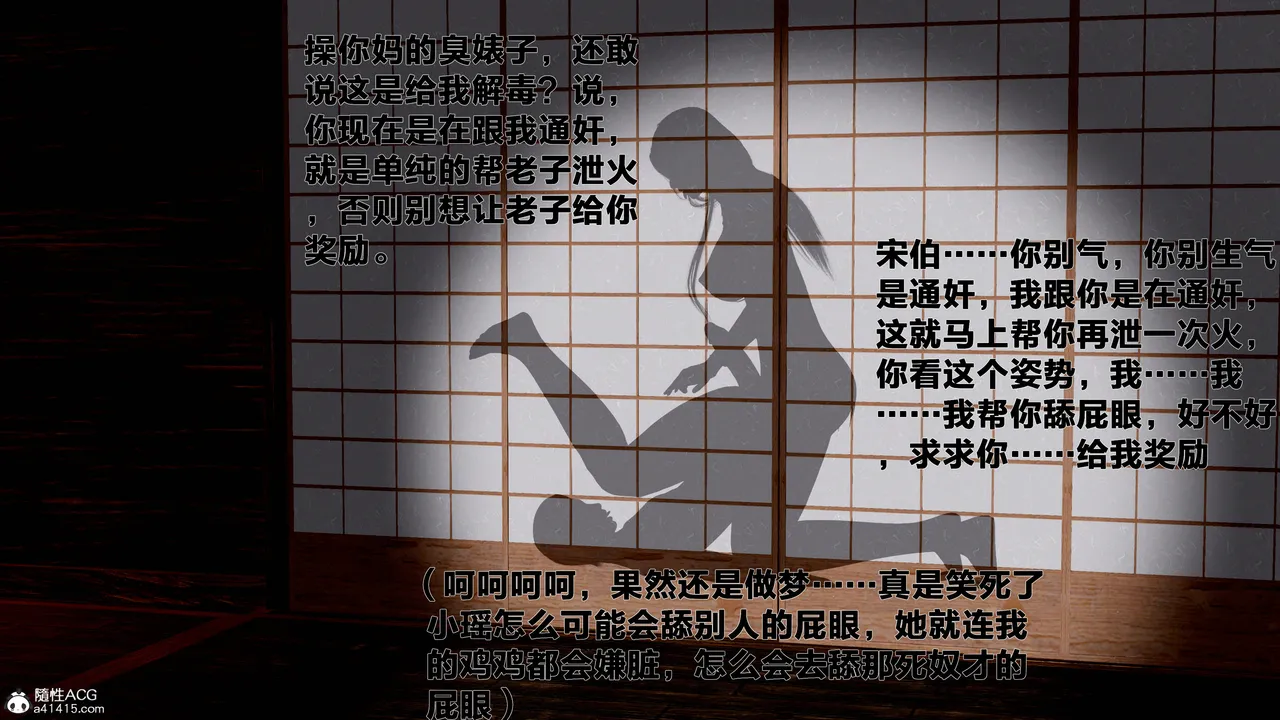 操你妈的臭婊子，还敢
说这是给我解毒？说，
你现在是在跟我通奸，
就是单纯的帮老子泄火
，否则别想让老子给你
奖励。
宋伯……你别气，你别生气
是通奸，我跟你是在通奸，
这就马上帮你再泄一次火，
你看这个姿势，我……我
……我帮你舔屁眼，好不好
，求求你……给我奖励
（呵呵呵呵，果然还是做梦……真是笑死了
小瑶怎么可能会舔别人的屁眼，她就连我
的鸡鸡都会嫌脏，怎么会去舔那死奴才的
屁眼）
隨性ACG
a41415.com